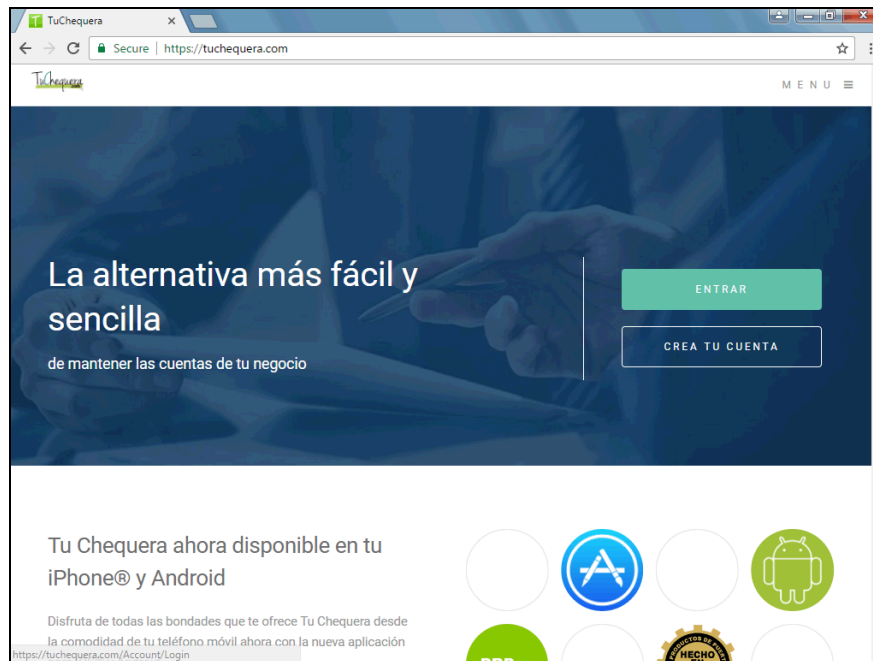 TuChequera
Secure | https://tuchequera.com
TuChequera
MENU
La alternativa más fácil y
sencilla
de mantener las cuentas de tu negocio
ENTRAR
CREA TU CUENTA
Tu Chequera ahora disponible en tu
iPhone® y Android
Disfruta de todas las bondades que te ofrece Tu Chequera desde
la comodidad de tu teléfono móvil ahora con la nueva aplicación
HECHO
https://tuchequera.com/Account/Login